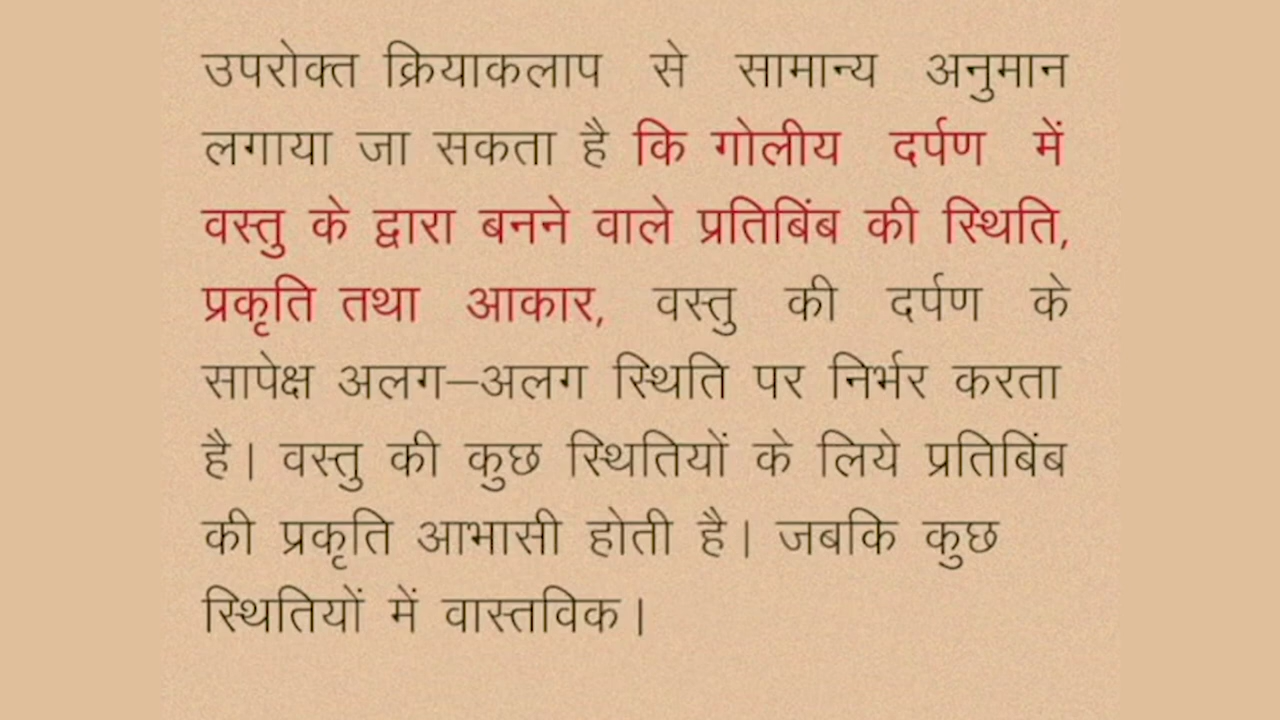 उपरोक्त क्रियाकलाप से सामान्य अनुमान
लगाया जा सकता है कि गोलीय दर्पण में
वस्तु के द्वारा बनने वाले प्रतिबिंब की स्थिति,
प्रकृति तथा आकार, वस्तु की दर्पण के
सापेक्ष अलग–अलग स्थिति पर निर्भर करता
है। वस्तु की कुछ स्थितियों के लिये प्रतिबिंब
की प्रकृति आभासी होती है। जबकि कुछ
स्थितियों में वास्तविक।